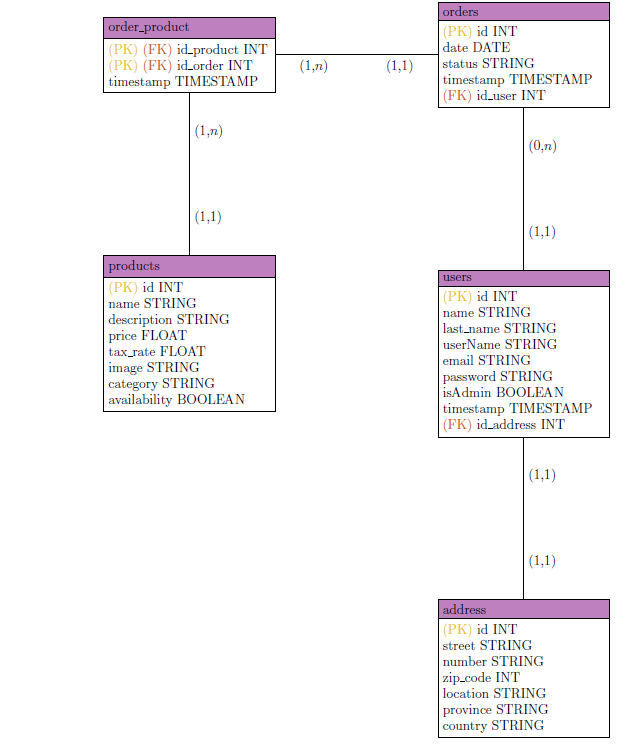 order_product
(PK) (FK) id_product INT
(PK) (FK) id_order INT
timestamp TIMESTAMP
(1,n)
(1,1)
orders
(PK) id INT
date DATE
status STRING
timestamp TIMESTAMP
(FK) id_user INT
(1,n)
(1,1)
(0,n)
(1,1)
products
(PK) id INT
name STRING
description STRING
price FLOAT
tax_rate FLOAT
image STRING
category STRING
availability BOOLEAN
users
(PK) id INT
name STRING
last_name STRING
userName STRING
email STRING
password STRING
isAdmin BOOLEAN
timestamp TIMESTAMP
(FK) id_address INT
(1,1)
(1,1)
address
(PK) id INT
street STRING
number STRING
zip_code INT
location STRING
province STRING
country STRING